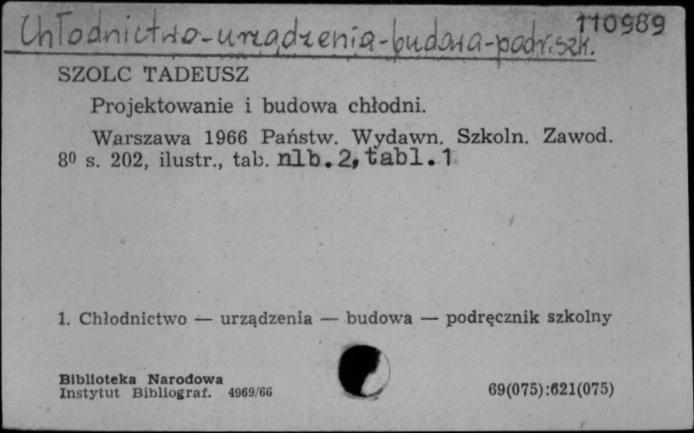 110989
Chłodnictwo-urządzenia-budowa-podr.szk.
SZOLC TADEUSZ
Projektowanie i budowa chłodni.
Warszawa 1966 Państw. Wydawn. Szkoln. Zawod.
8⁰ s. 202, ilustr., tab. nlb.2, tabl.1
1. Chłodnictwo — urządzenia — budowa — podręcznik szkolny
Biblioteka Narodowa
Instytut Bibliograf. 4969/66
69(075):621(075)